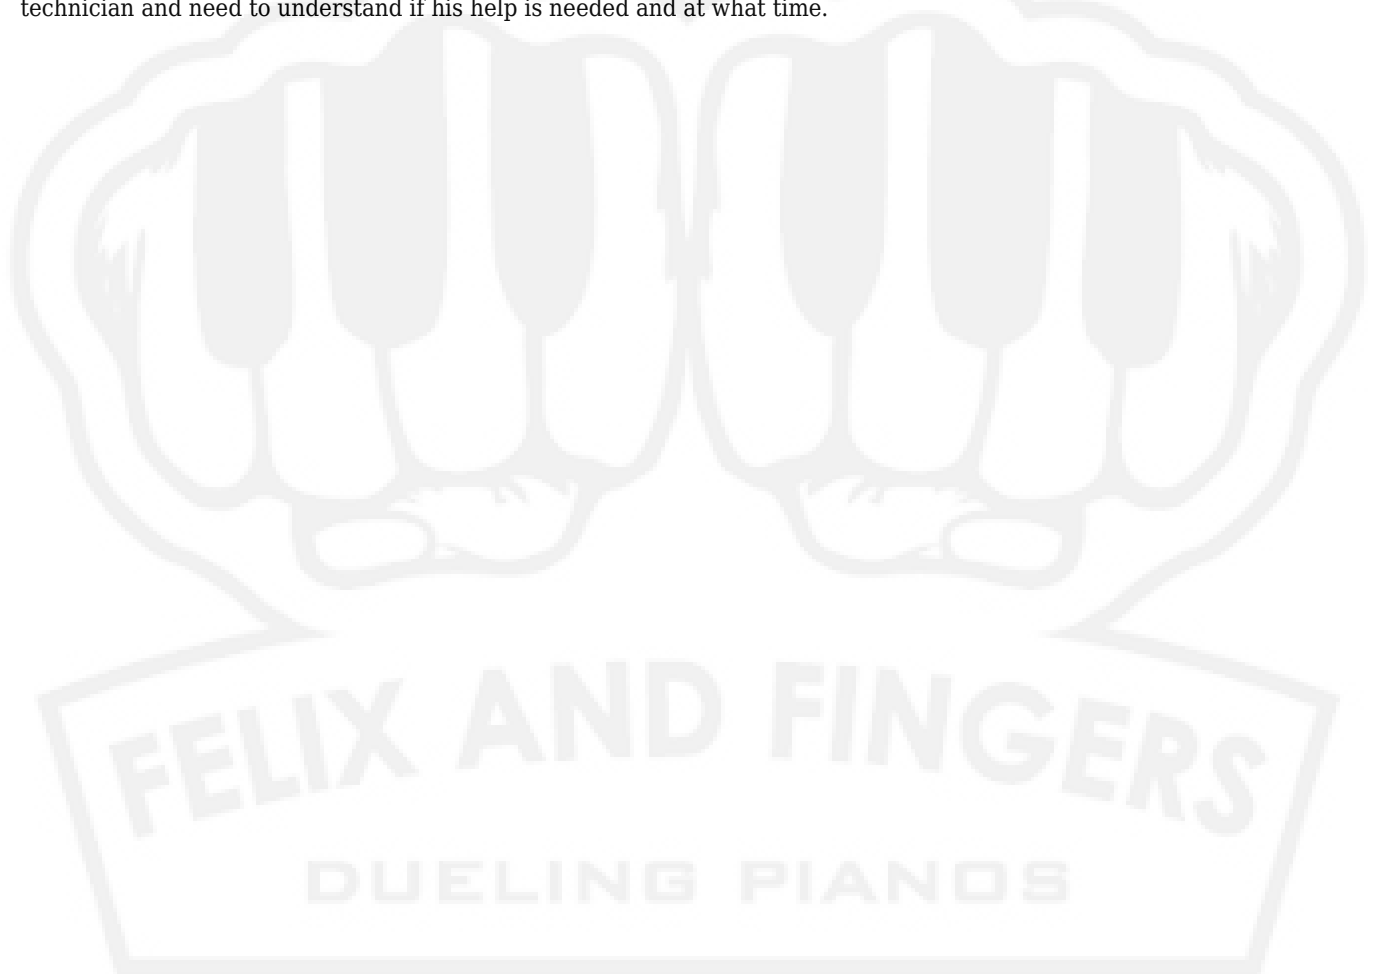 technician and need to understand if his help is needed and at what time.
FELIX AND FINGERS
DUELING PIANOS